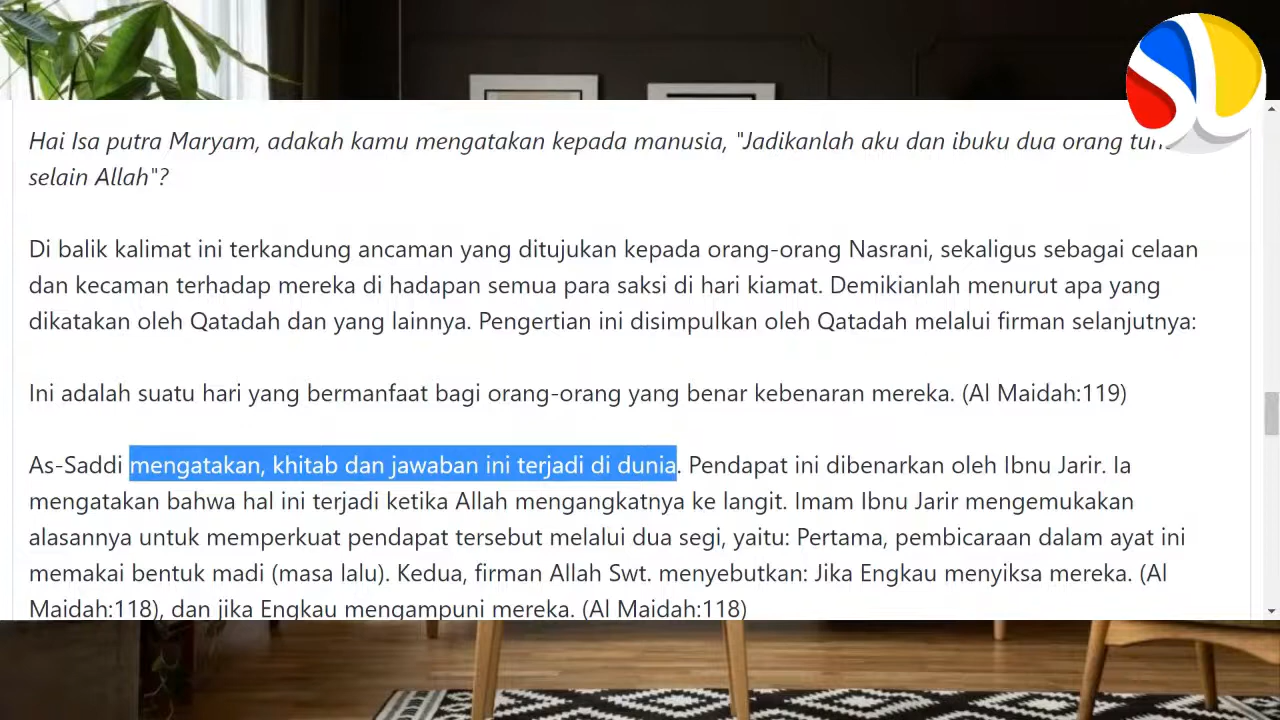 Hai Isa putra Maryam, adakah kamu mengatakan kepada manusia, "Jadikanlah aku dan ibuku dua orang
selain Allah"?
Di balik kalimat ini terkandung ancaman yang ditujukan kepada orang-orang Nasrani, sekaligus sebagai celaan
dan kecaman terhadap mereka di hadapan semua para saksi di hari kiamat. Demikianlah menurut apa yang
dikatakan oleh Qatadah dan yang lainnya. Pengertian ini disimpulkan oleh Qatadah melalui firman selanjutnya:
Ini adalah suatu hari yang bermanfaat bagi orang-orang yang benar kebenaran mereka. (Al Maidah:119)
As-Saddi mengatakan, khitab dan jawaban ini terjadi di dunia. Pendapat ini dibenarkan oleh Ibnu Jarir. Ia
mengatakan bahwa hal ini terjadi ketika Allah mengangkatnya ke langit. Imam Ibnu Jarir mengemukakan
alasannya untuk memperkuat pendapat tersebut melalui dua segi, yaitu: Pertama, pembicaraan dalam ayat ini
memakai bentuk madi (masa lalu). Kedua, firman Allah Swt. menyebutkan: Jika Engkau menyiksa mereka. (Al
Maidah:118), dan jika Engkau mengampuni mereka. (Al Maidah:118)